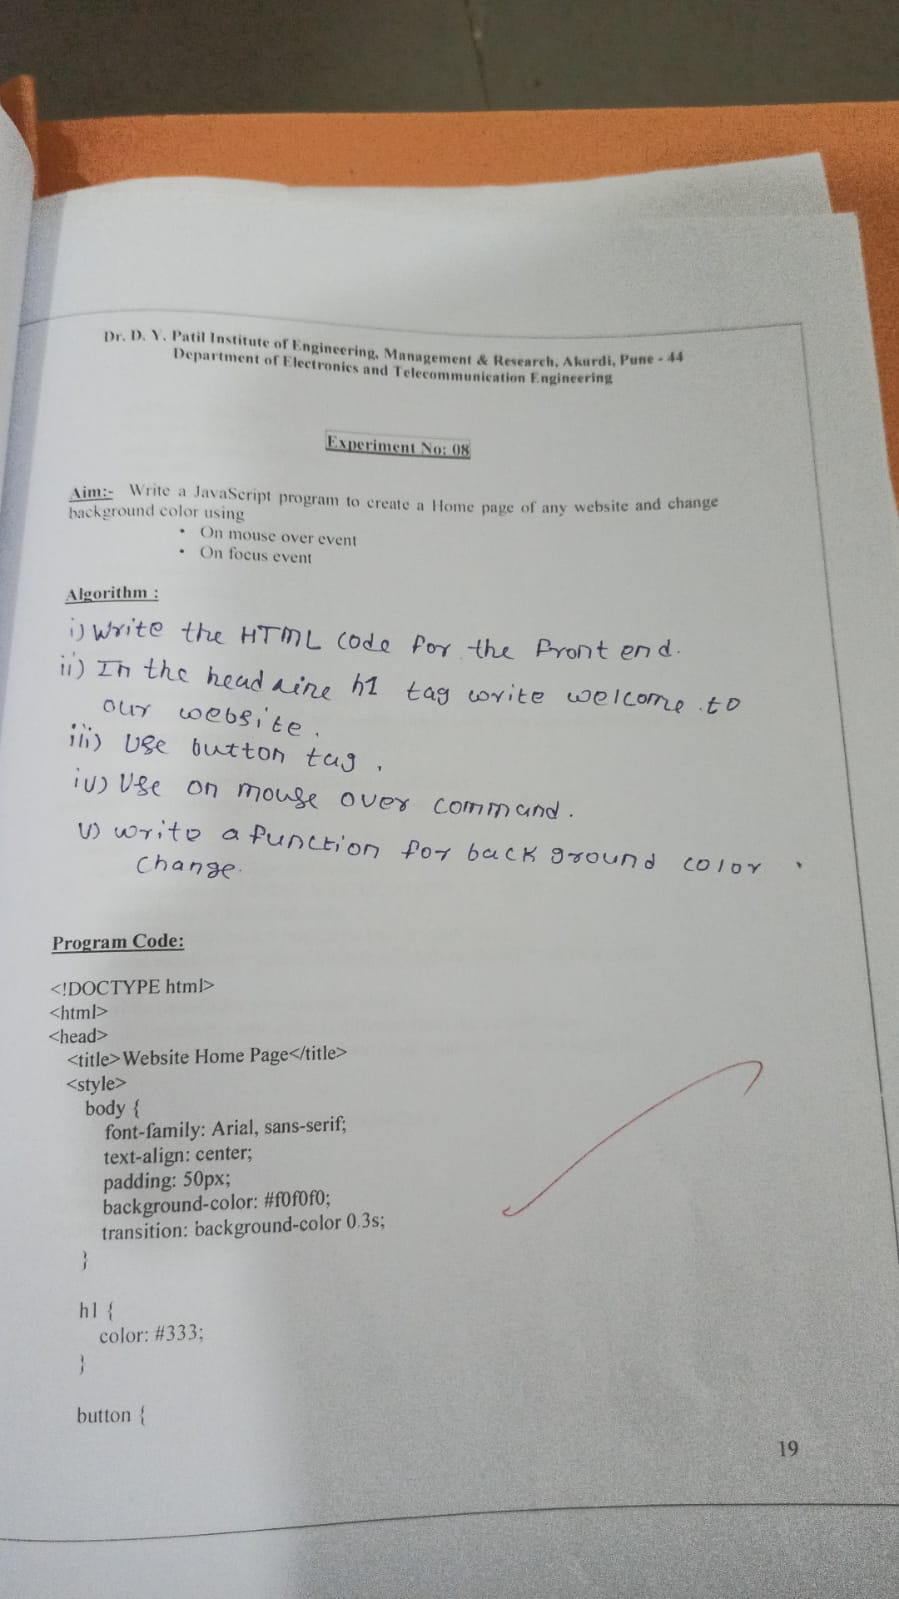 Dr. D. Y. Patil Institute of Engineering, Management & Research, Akurdi, Pune - 44
Department of Electronics and Telecommunication Engineering
Experiment No: 08
Aim:- Write a JavaScript program to create a Home page of any website and change
background color using
• On mouse over event
• On focus event
Algorithm :
i) Write the HTML code for the front end.
ii) In the head line h1 tag write welcome to
our website.
iii) Use button tag.
iv) Use on mouse over command.
v) write a function for back ground color
change.
Program Code:
<!DOCTYPE html>
<html>
<head>
<title>Website Home Page</title>
<style>
body {
font-family: Arial, sans-serif;
text-align: center;
padding: 50px;
background-color: #f0f0f0;
transition: background-color 0.3s;
}
h1 {
color: #333;
}
button {
19